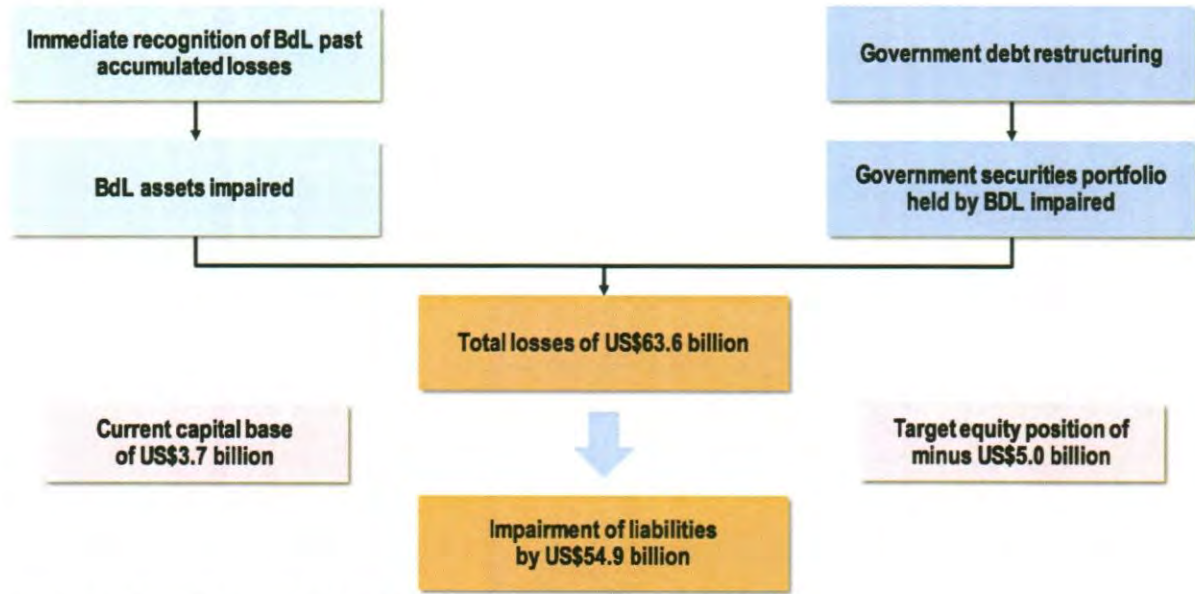 Immediate recognition of BdL past
accumulated losses
Government debt restructuring
BdL assets impaired
Government securities portfolio
held by BDL impaired
Total losses of US$63.6 billion
Current capital base
of US$3.7 billion
Target equity position of
minus US$5.0 billion
Impairment of liabilities
by US$54.9 billion